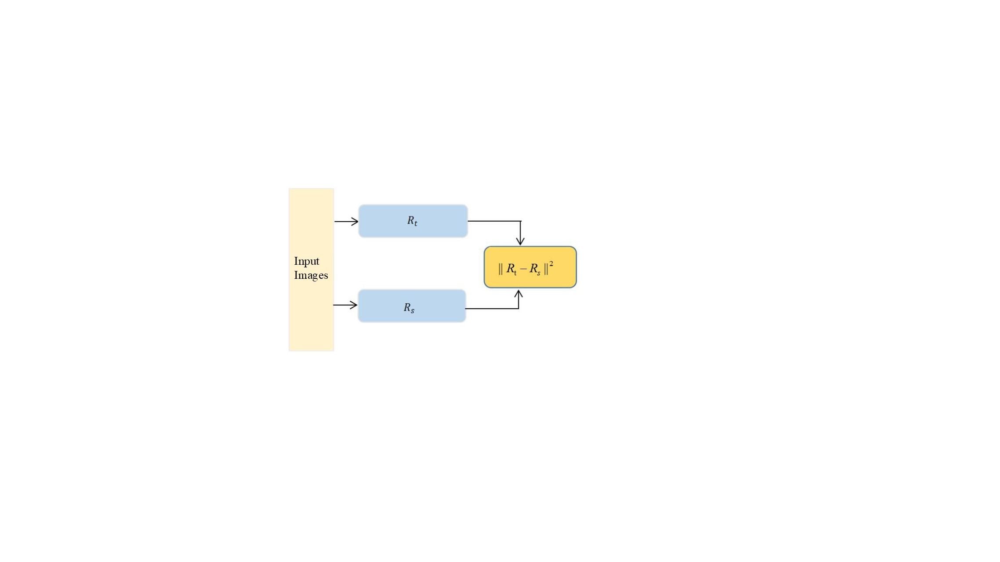 Input
Images
R_t
‖ R_t − R_s ‖^2
R_s